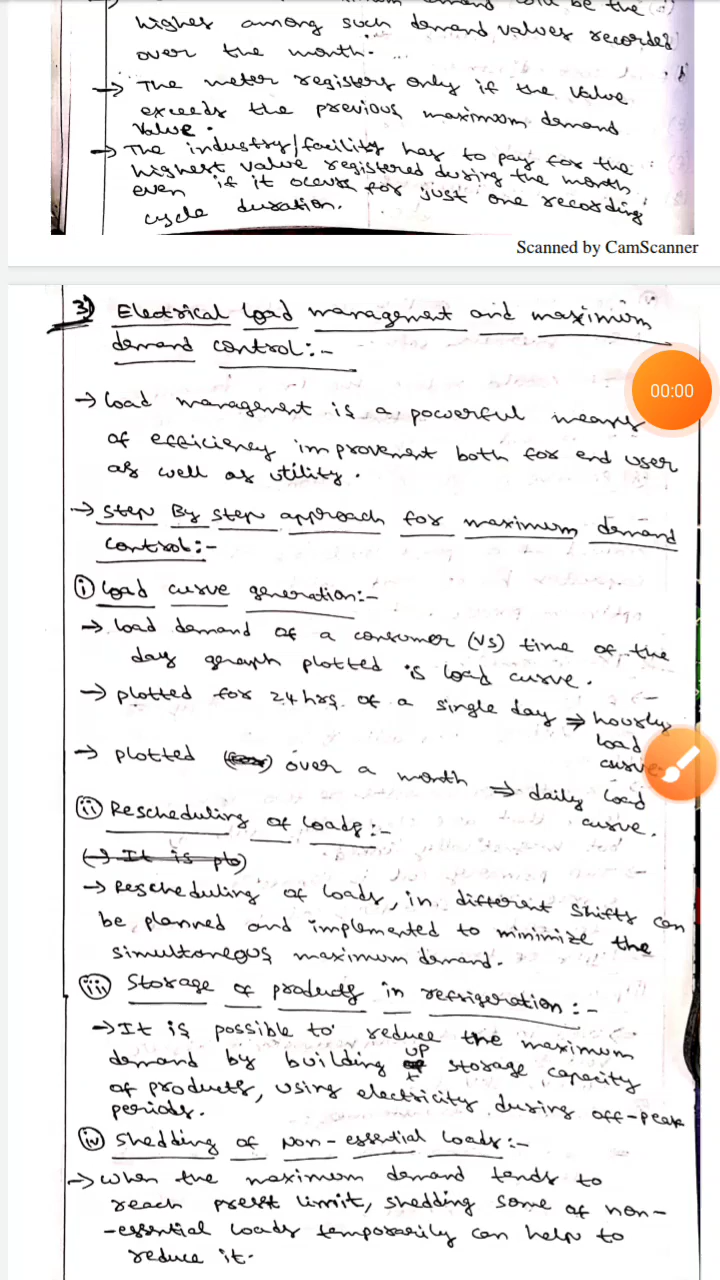 higher among such demand values recorded
over the month.
→ The meter registers only if the value
exceeds the previous maximum demand
value.
→ The industry/facility has to pay for the
highest value registered during the month
even if it occurs for just one recording
cycle duration.
Scanned by CamScanner
3) Electrical load management and maximum
demand control:-
00:00
→ Load management is a powerful means
of efficiency improvement both for end user
as well as utility.
→ Step By step approach for maximum demand
control:-
(i) Load curve generation:-
→ Load demand of a consumer (vs) time of the
day graph plotted is load curve.
→ plotted for 24 hrs. of a single day ⇒ hourly
load
curve.
→ plotted over a month ⇒ daily load
curve.
(ii) Rescheduling of loads:-
(→ It is plo)
→ Rescheduling of loads, in different shifts can
be planned and implemented to minimize the
simultaneous maximum demand.
(iii) Storage of products in refrigeration:-
→ It is possible to reduce the maximum
demand by building up storage capacity
of products, using electricity during off-peak
periods.
(iv) Shedding of Non-essential loads:-
→ when the maximum demand tends to
reach preset limit, shedding some of non-
-essential loads temporarily can help to
reduce it.